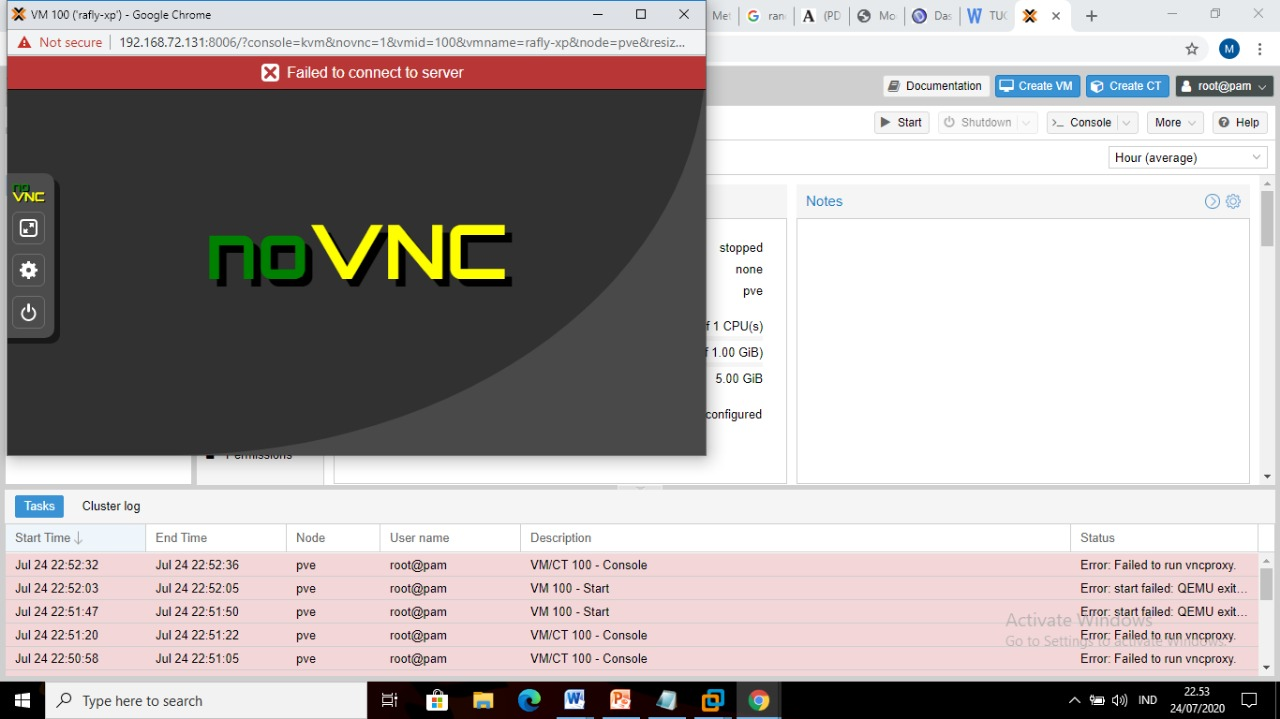 VM 100 ('rafly-xp') - Google Chrome
Not secure
192.168.72.131:8006/?console=kvm&novnc=1&vmid=100&vmname=rafly-xp&node=pve&resiz...
Failed to connect to server
noVNC
noVNC
Met
ran
(PD
Mo
Das
TUG
M
Documentation
Create VM
Create CT
root@pam
Start
Shutdown
Console
More
Help
Hour (average)
Notes
stopped
none
pve
f 1 CPU(s)
f 1.00 GiB)
5.00 GiB
configured
Permissions
Tasks
Cluster log
Start Time End Time Node User name Description Status
Jul 24 22:52:32 Jul 24 22:52:36 pve root@pam VM/CT 100 - Console Error: Failed to run vncproxy.
Jul 24 22:52:03 Jul 24 22:52:05 pve root@pam VM 100 - Start Error: start failed: QEMU exit...
Jul 24 22:51:47 Jul 24 22:51:50 pve root@pam VM 100 - Start Error: start failed: QEMU exit...
Jul 24 22:51:20 Jul 24 22:51:22 pve root@pam VM/CT 100 - Console Error: Failed to run vncproxy.
Jul 24 22:50:58 Jul 24 22:51:05 pve root@pam VM/CT 100 - Console Error: Failed to run vncproxy.
Activate Windows
Go to Settings to activate Windows.
Type here to search
IND
22.53
24/07/2020